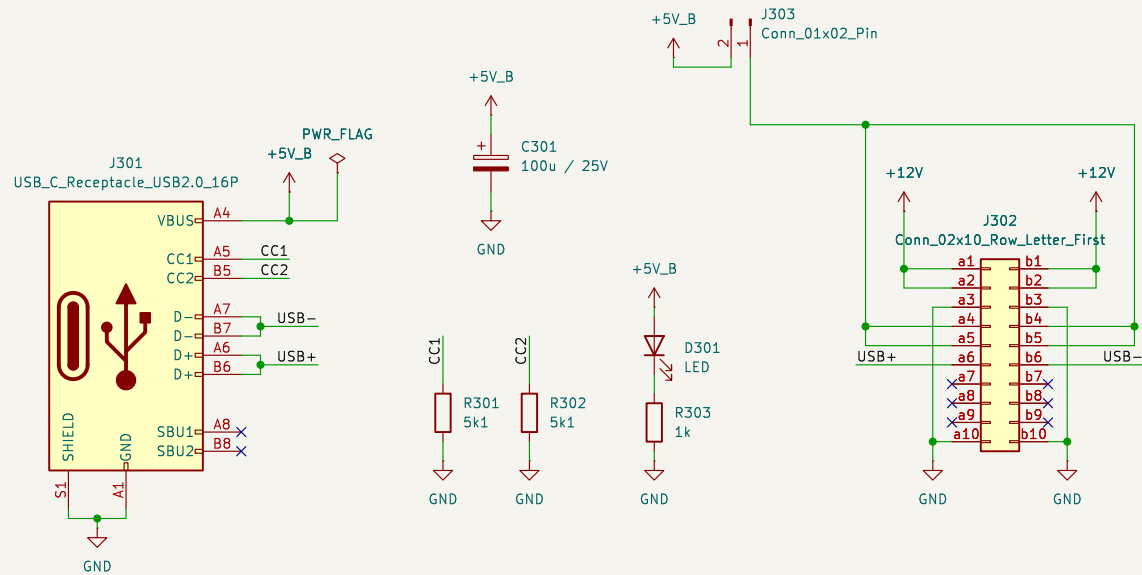 J301
USB_C_Receptacle_USB2.0_16P
VBUS A4
CC1 A5 CC1
CC2 B5 CC2
D- A7
D- B7
USB-
D+ A6
D+ B6
USB+
SBU1 A8
SBU2 B8
SHIELD
GND
S1
A1
GND
+5V_B
PWR_FLAG
+5V_B
+
C301
100u / 25V
GND
CC1
R301
5k1
GND
CC2
R302
5k1
GND
+5V_B
D301
LED
R303
1k
GND
+5V_B
2
1
J303
Conn_01x02_Pin
+12V
+12V
J302
Conn_02x10_Row_Letter_First
a1 b1
a2 b2
a3 b3
a4 b4
a5 b5
USB+ a6 b6 USB-
a7 b7
a8 b8
a9 b9
a10 b10
GND
GND